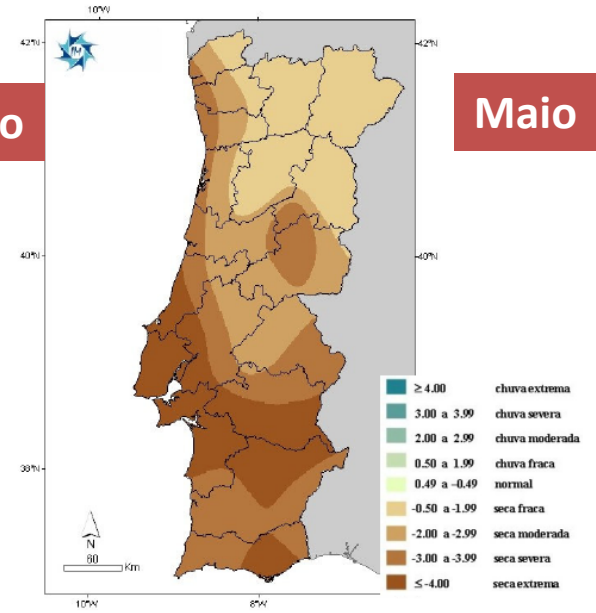 10°W
42°N
42°N
IM
o
Maio
40°N
40°N
≥ 4.00 chuva extrema
3.00 a 3.99 chuva severa
2.00 a 2.99 chuva moderada
0.50 a 1.99 chuva fraca
0.49 a -0.49 normal
-0.50 a -1.99 seca fraca
-2.00 a -2.99 seca moderada
-3.00 a -3.99 seca severa
≤ -4.00 seca extrema
38°N
N
60
Km
10°W
8°W